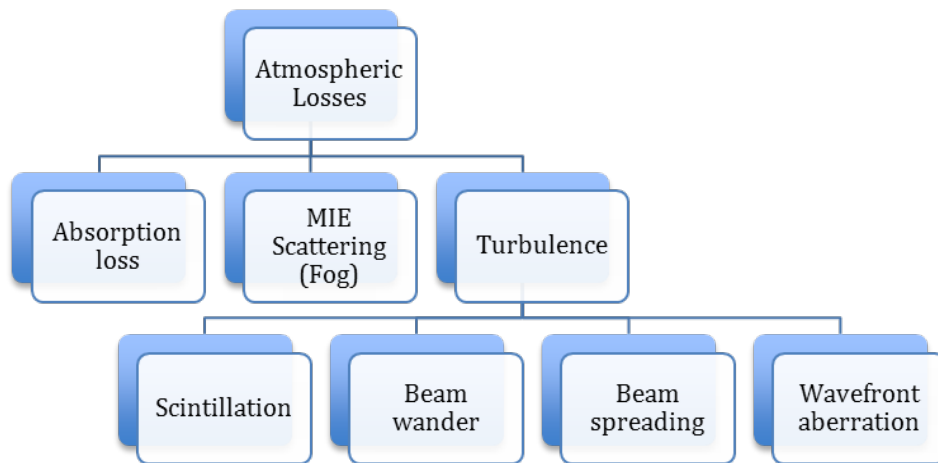 Atmospheric
Losses
Absorption
loss
MIE
Scattering
(Fog)
Turbulence
Scintillation
Beam
wander
Beam
spreading
Wavefront
aberration